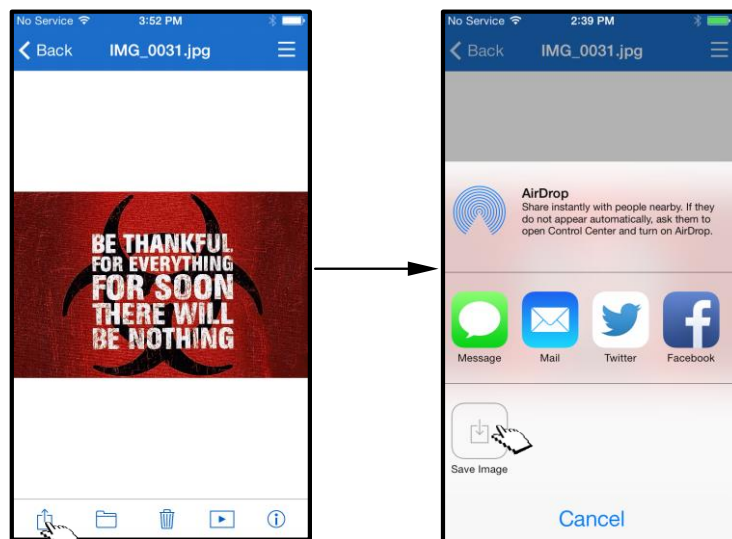 No Service 3:52 PM
Back IMG_0031.jpg
BE THANKFUL
FOR EVERYTHING
FOR SOON
THERE WILL
BE NOTHING
No Service 2:39 PM
Back IMG_0031.jpg
AirDrop
Share instantly with people nearby. If they
do not appear automatically, ask them to
open Control Center and turn on AirDrop.
Message Mail Twitter Facebook
Save Image
Cancel